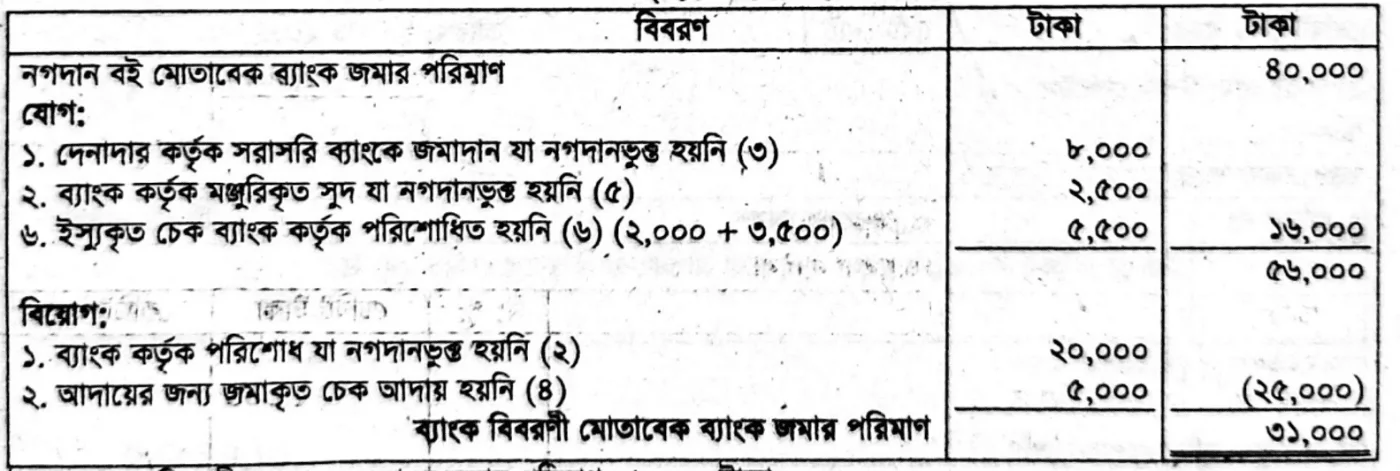 বিবরণ টাকা টাকা
নগদান বই মোতাবেক ব্যাংক জমার পরিমাণ ৪০,০০০
যোগ:
১. দেনাদার কর্তৃক সরাসরি ব্যাংকে জমাদান যা নগদানভুক্ত হয়নি (৩) ৮,০০০
২. ব্যাংক কর্তৃক মঞ্জুরিকৃত সুদ যা নগদানভুক্ত হয়নি (৫) ২,৫০০
৬. ইস্যুকৃত চেক ব্যাংক কর্তৃক পরিশোধিত হয়নি (৬) (২,০০০ + ৩,৫০০) ৫,৫০০ ১৬,০০০
৫৬,০০০
বিয়োগ:
১. ব্যাংক কর্তৃক পরিশোধ যা নগদানভুক্ত হয়নি (২) ২০,০০০
২. আদায়ের জন্য জমাকৃত চেক আদায় হয়নি (৪) ৫,০০০ (২৫,০০০)
ব্যাংক বিবরণী মোতাবেক ব্যাংক জমার পরিমাণ ৩১,০০০